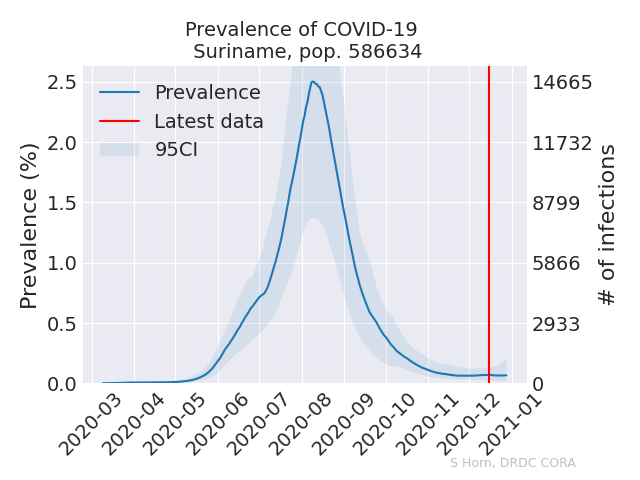 Prevalence of COVID-19
Suriname, pop. 586634
Prevalence
Latest data
95CI
Prevalence (%)
2.5
2.0
1.5
1.0
0.5
0.0
14665
11732
8799
5866
2933
0
# of infections
2020-03
2020-04
2020-05
2020-06
2020-07
2020-08
2020-09
2020-10
2020-11
2020-12
2021-01
S Horn, DRDC CORA